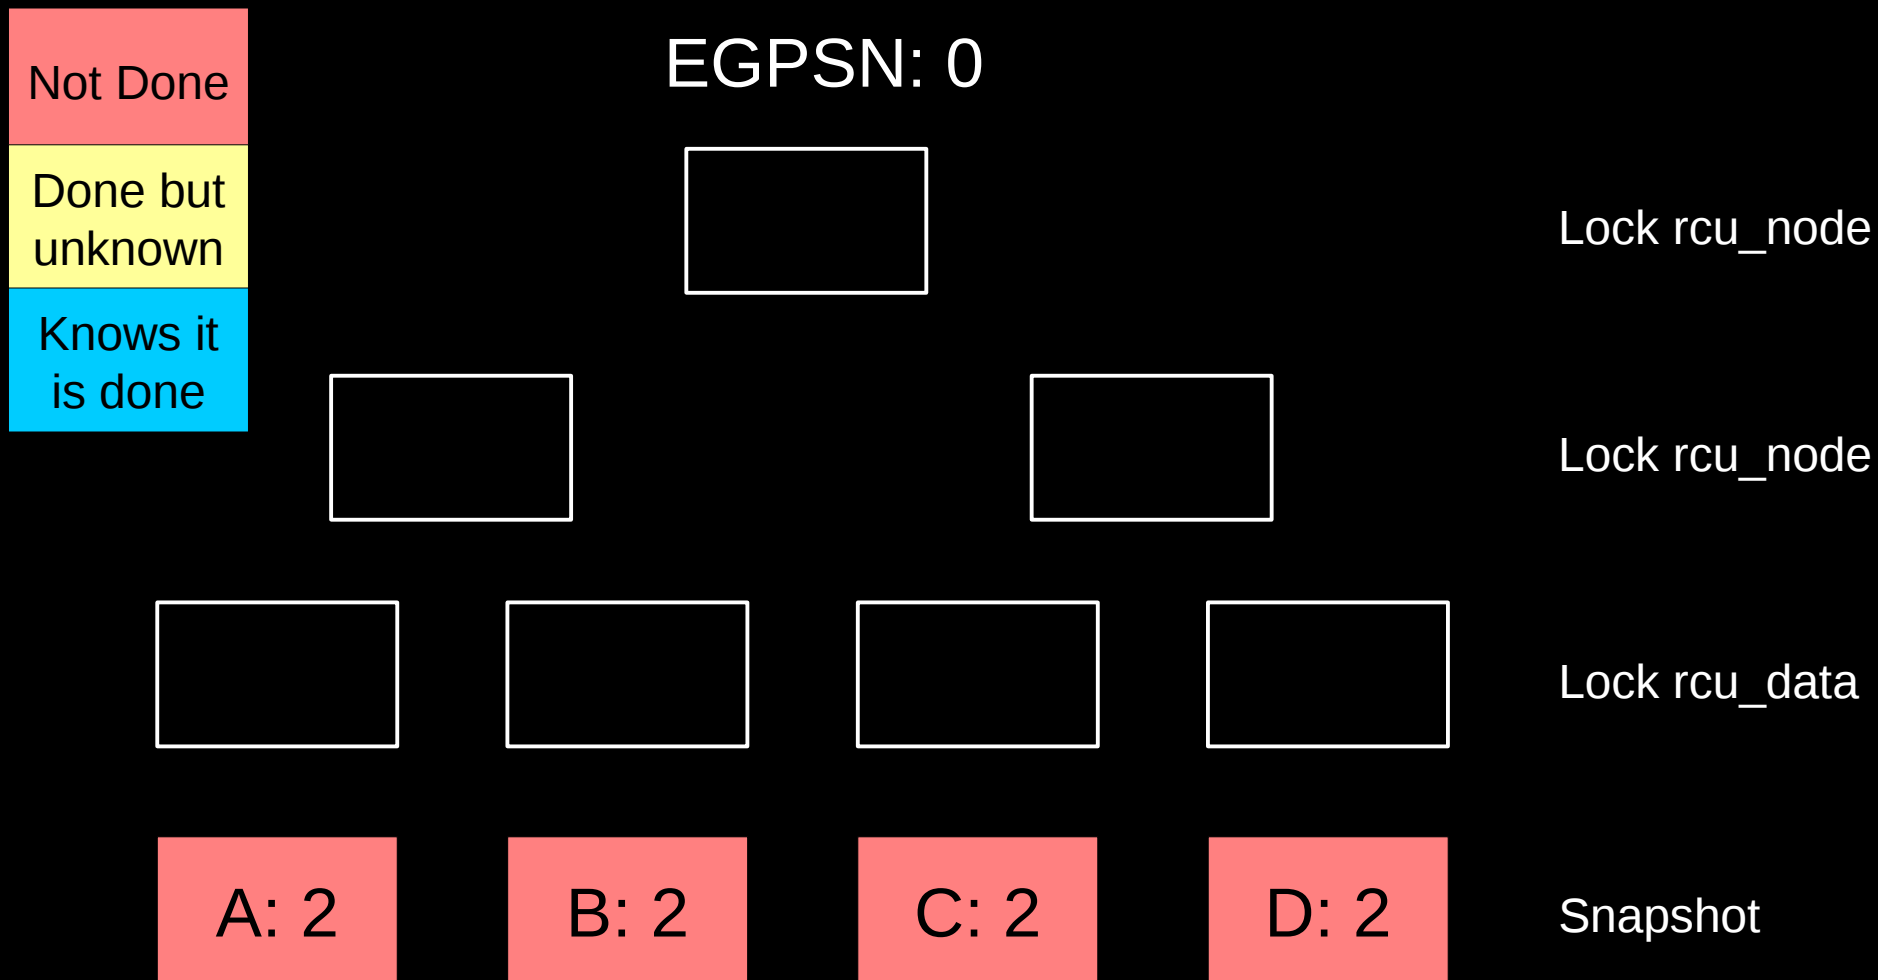 Not Done
Done but
unknown
Knows it
is done
EGPSN: 0
Lock rcu_node
Lock rcu_node
Lock rcu_data
A: 2
B: 2
C: 2
D: 2
Snapshot